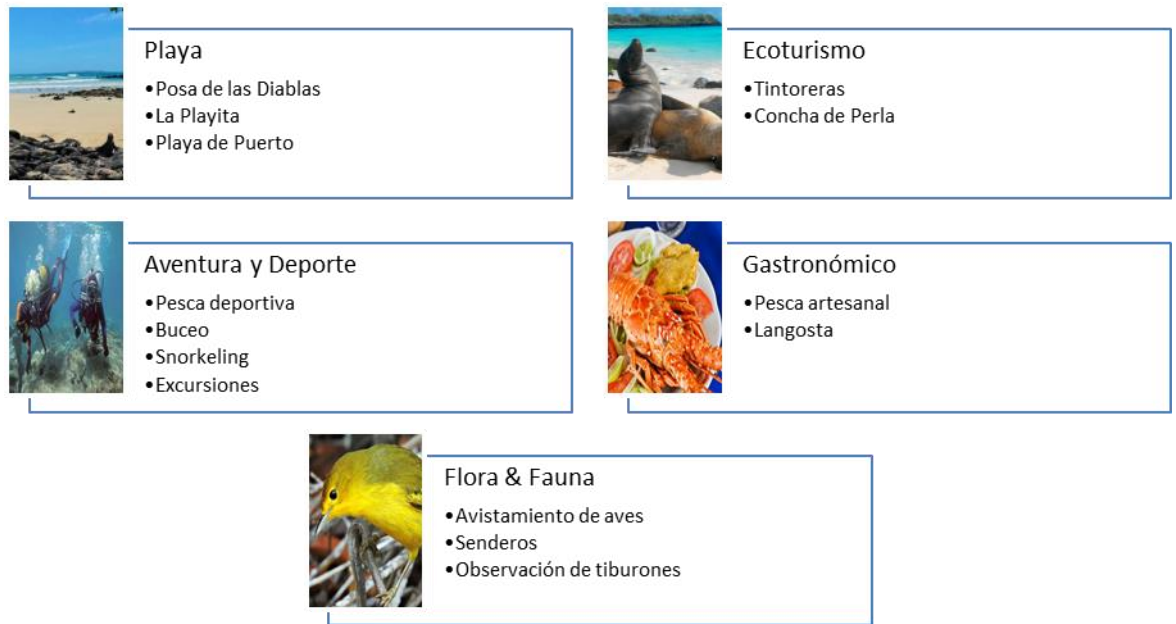 Playa
•Posa de las Diablas
•La Playita
•Playa de Puerto
Ecoturismo
•Tintoreras
•Concha de Perla
Aventura y Deporte
•Pesca deportiva
•Buceo
•Snorkeling
•Excursiones
Gastronómico
•Pesca artesanal
•Langosta
Flora & Fauna
•Avistamiento de aves
•Senderos
•Observación de tiburones